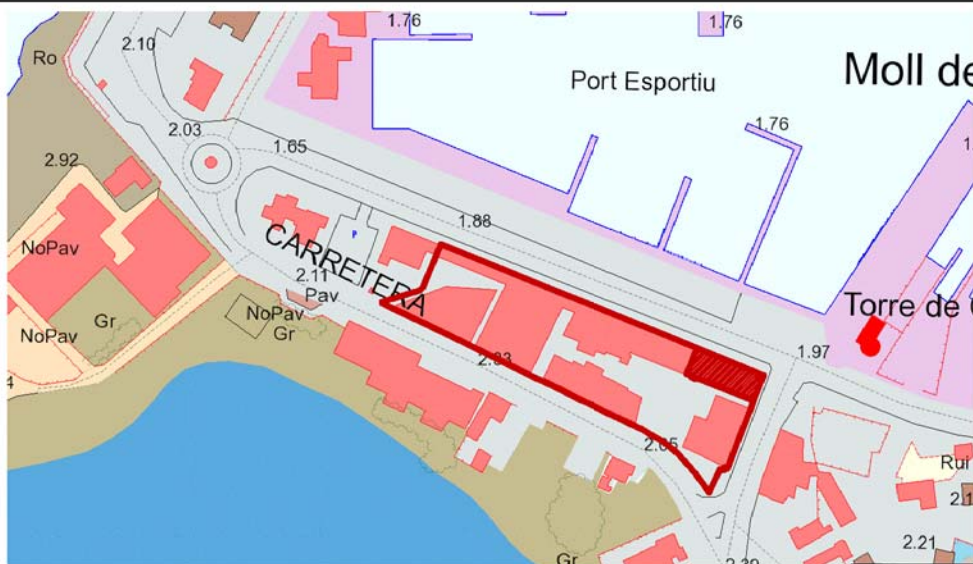 1.76
1.76
2.10
Ro
Port Esportiu
Moll de
2.03
1.76
1.65
2.92
1.88
NoPav
CARRETERA
2.11
Pav
NoPav
Gr
Gr
NoPav
Torre de
1.97
2.05
Rui
2.21
Gr